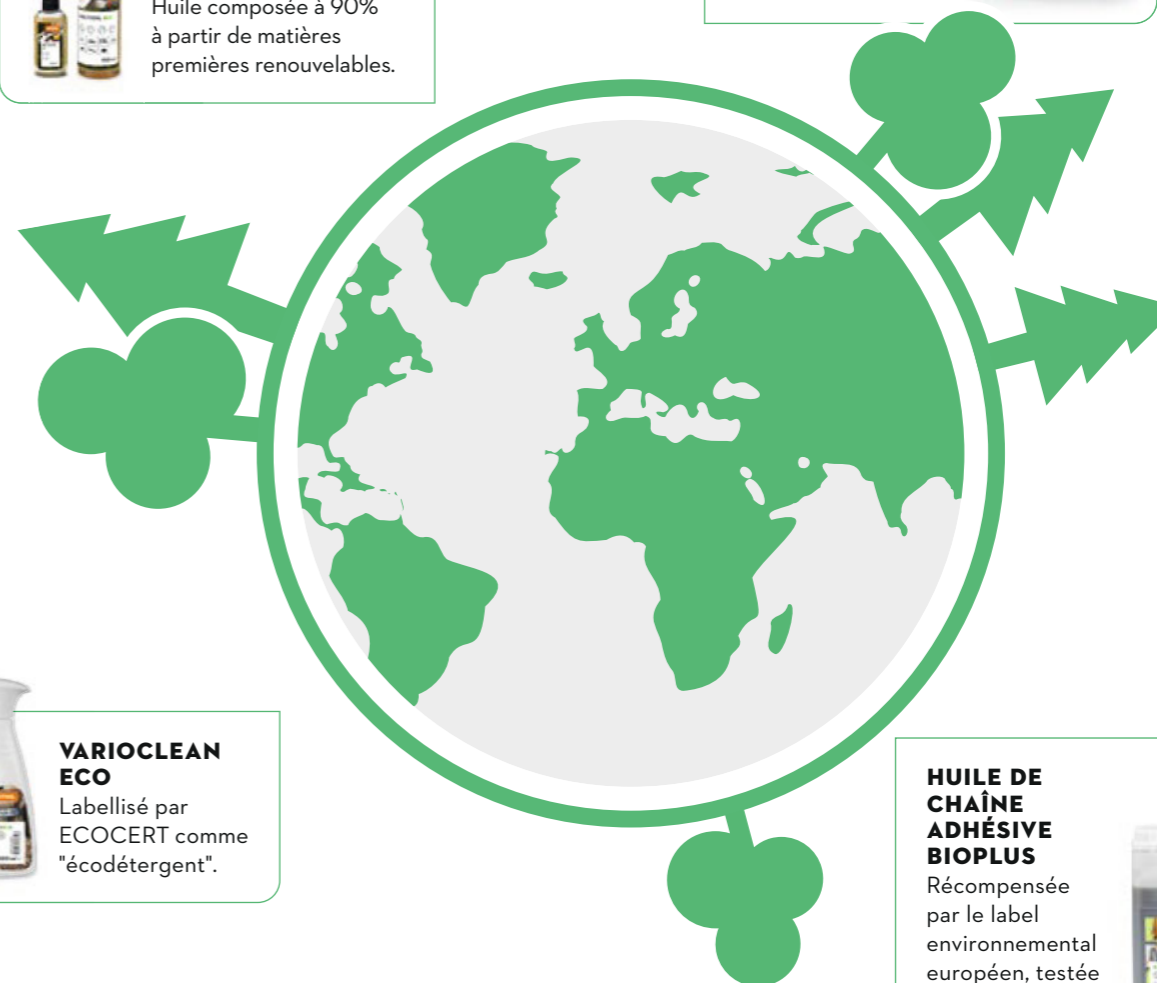 Huile composée à 90%
à partir de matières
premières renouvelables.
VARIOCLEAN
ECO
Labellisé par
ECOCERT comme
"écodétergent".
HUILE DE
CHAÎNE
ADHÉSIVE
BIOPLUS
Récompensée
par le label
environnemental
européen, testée